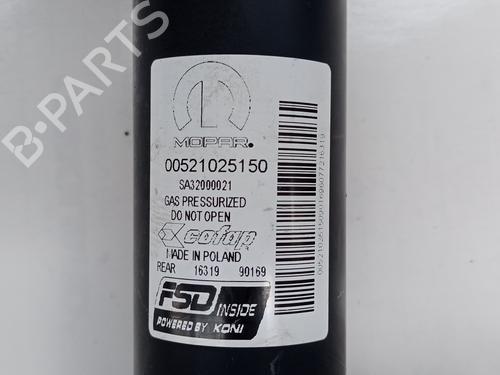 MOPAR.
00521025150
SA32000021
GAS PRESSURIZED
DO NOT OPEN
cofap
MADE IN POLAND
REAR 16319 90169
FSD INSIDE
POWERED BY KONI
B-PARTS